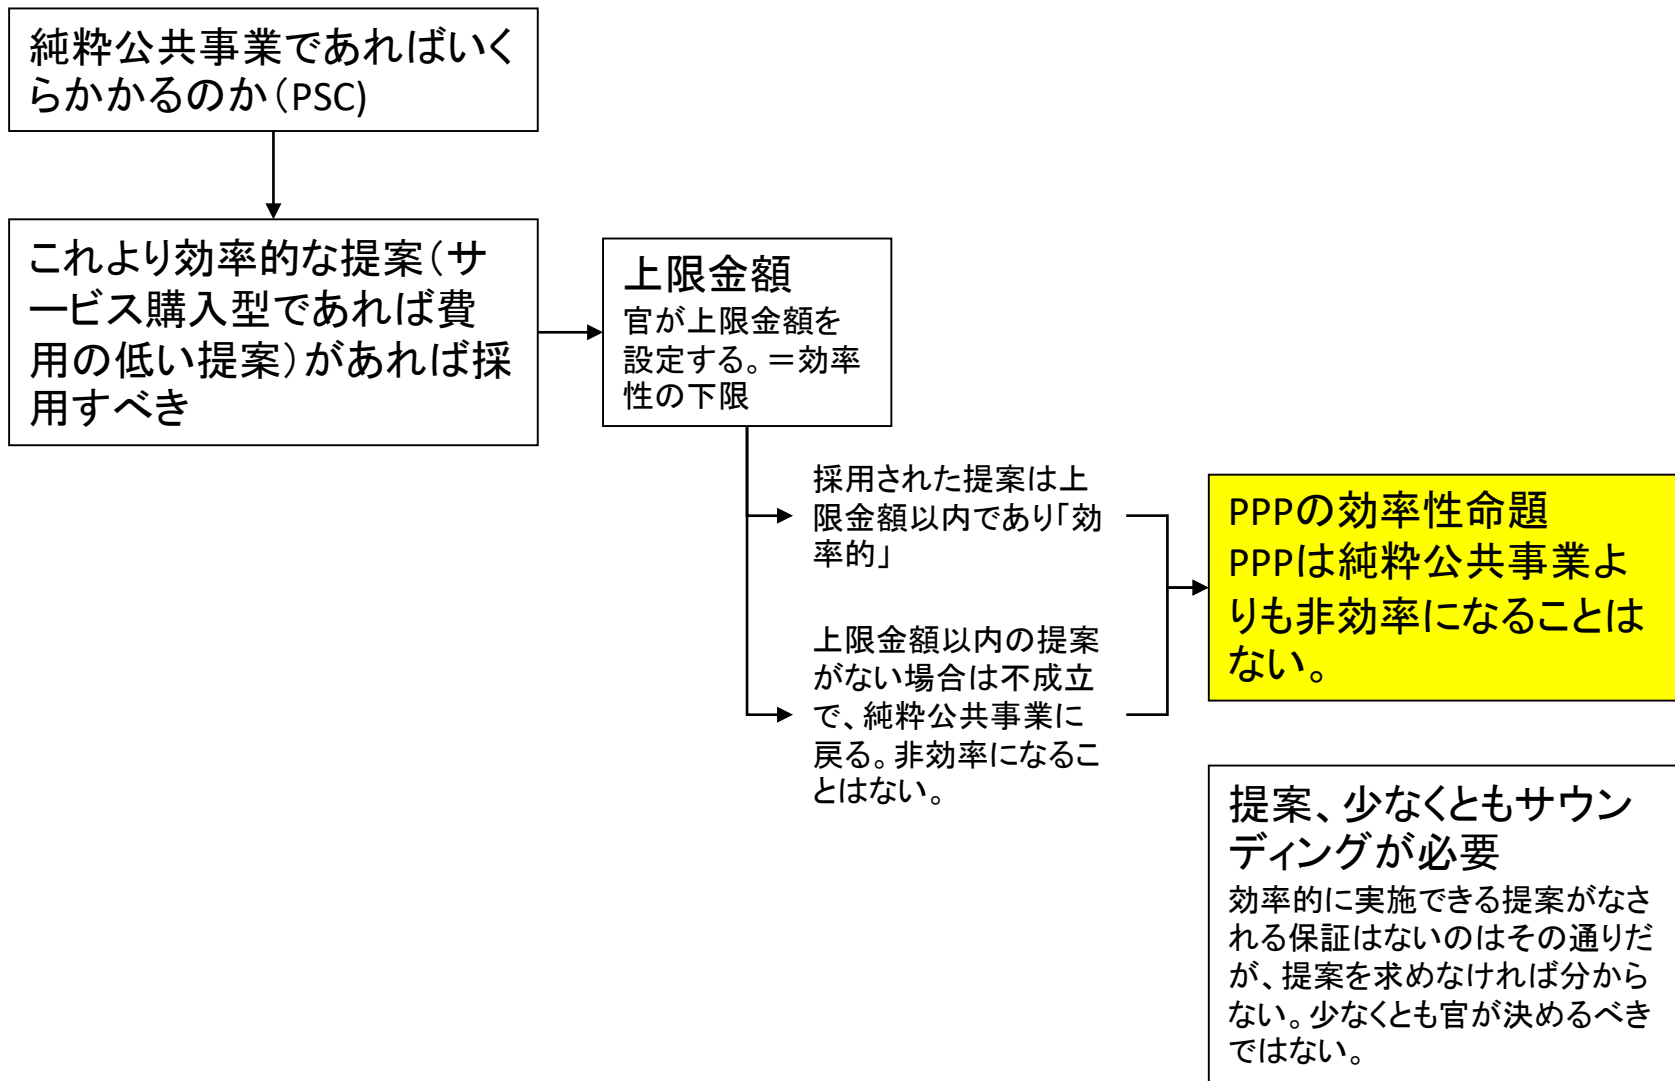 純粋公共事業であればいく
らかかるのか（PSC)
これより効率的な提案（サ
ービス購入型であれば費
用の低い提案）があれば採
用すべき
上限金額
官が上限金額を
設定する。＝効率
性の下限
採用された提案は上
限金額以内であり「効
率的」
上限金額以内の提案
がない場合は不成立
で、純粋公共事業に
戻る。非効率になるこ
とはない。
PPPの効率性命題
PPPは純粋公共事業よ
りも非効率になることは
ない。
提案、少なくともサウン
ディングが必要
効率的に実施できる提案がなさ
れる保証はないのはその通りだ
が、提案を求めなければ分から
ない。少なくとも官が決めるべき
ではない。